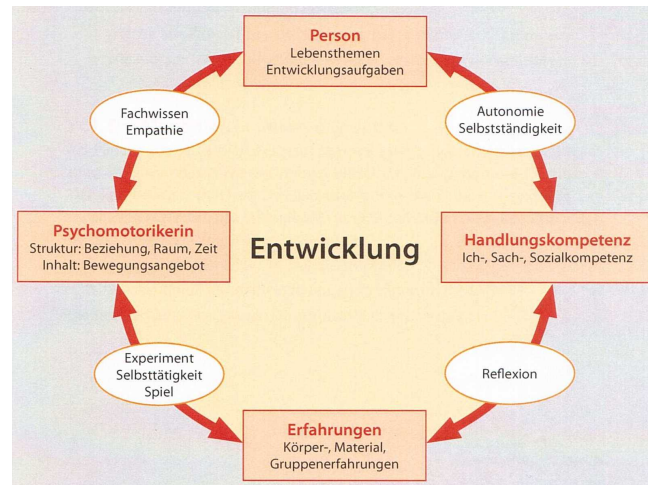 Person
Lebensthemen
Entwicklungsaufgaben
Fachwissen
Empathie
Autonomie
Selbstständigkeit
Psychomotorikerin
Struktur: Beziehung, Raum, Zeit
Inhalt: Bewegungsangebot
Entwicklung
Handlungskompetenz
Ich-, Sach-, Sozialkompetenz
Experiment
Selbsttätigkeit
Spiel
Reflexion
Erfahrungen
Körper-, Material,
Gruppenerfahrungen